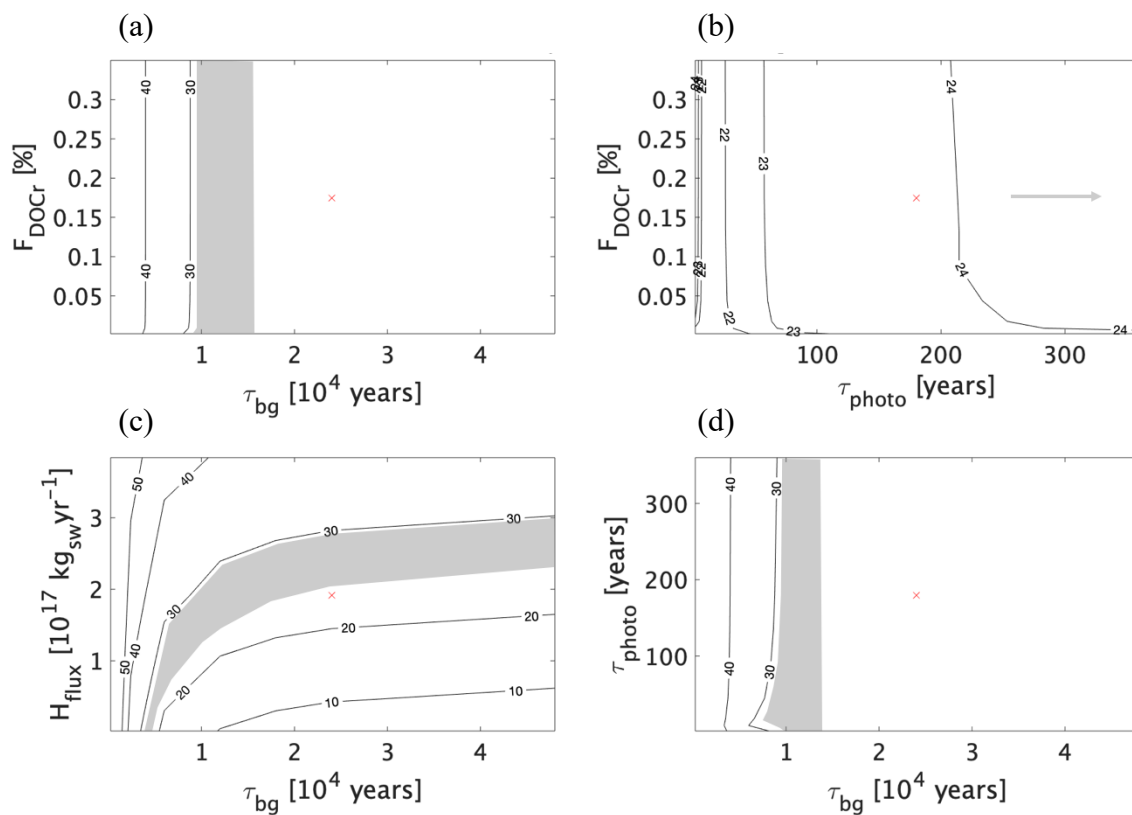 (a)
40
30
40
30
0.3
0.25
0.2
0.15
0.1
0.05
F_DOCr [%]
1 2 3 4
τ_bg [10^4 years]
(b)
22
23
24
24
22
23
24
0.3
0.25
0.2
0.15
0.1
0.05
F_DOCr [%]
100 200 300
τ_photo [years]
(c)
50
40
50
40
30
30
30
20
20
10
10
3
2
1
H_flux [10^17 kg_sw yr^−1]
1 2 3 4
τ_bg [10^4 years]
(d)
40
30
40
30
300
200
100
τ_photo [years]
1 2 3 4
τ_bg [10^4 years]